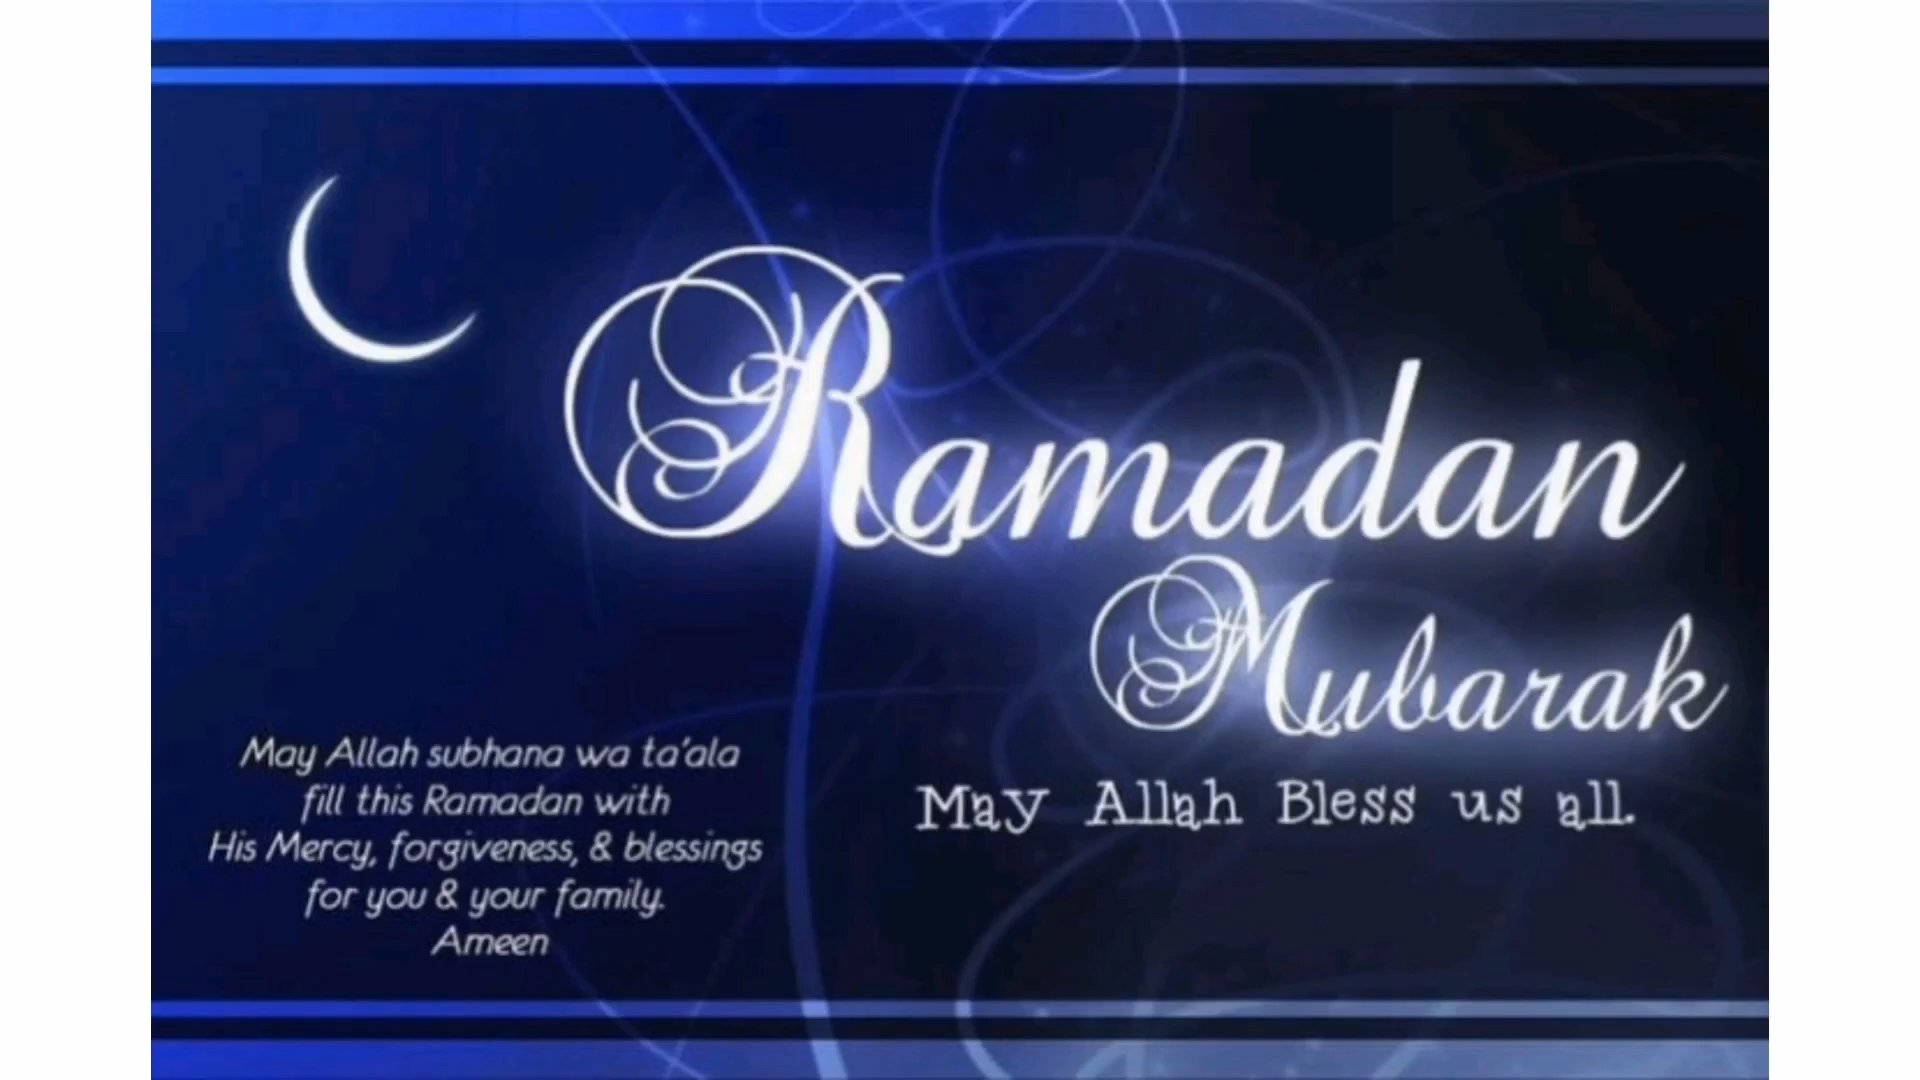 Ramadan
Mubarak
May Allah Bless us all.
May Allah subhana wa ta'ala
fill this Ramadan with
His Mercy, forgiveness, & blessings
for you & your family.
Ameen